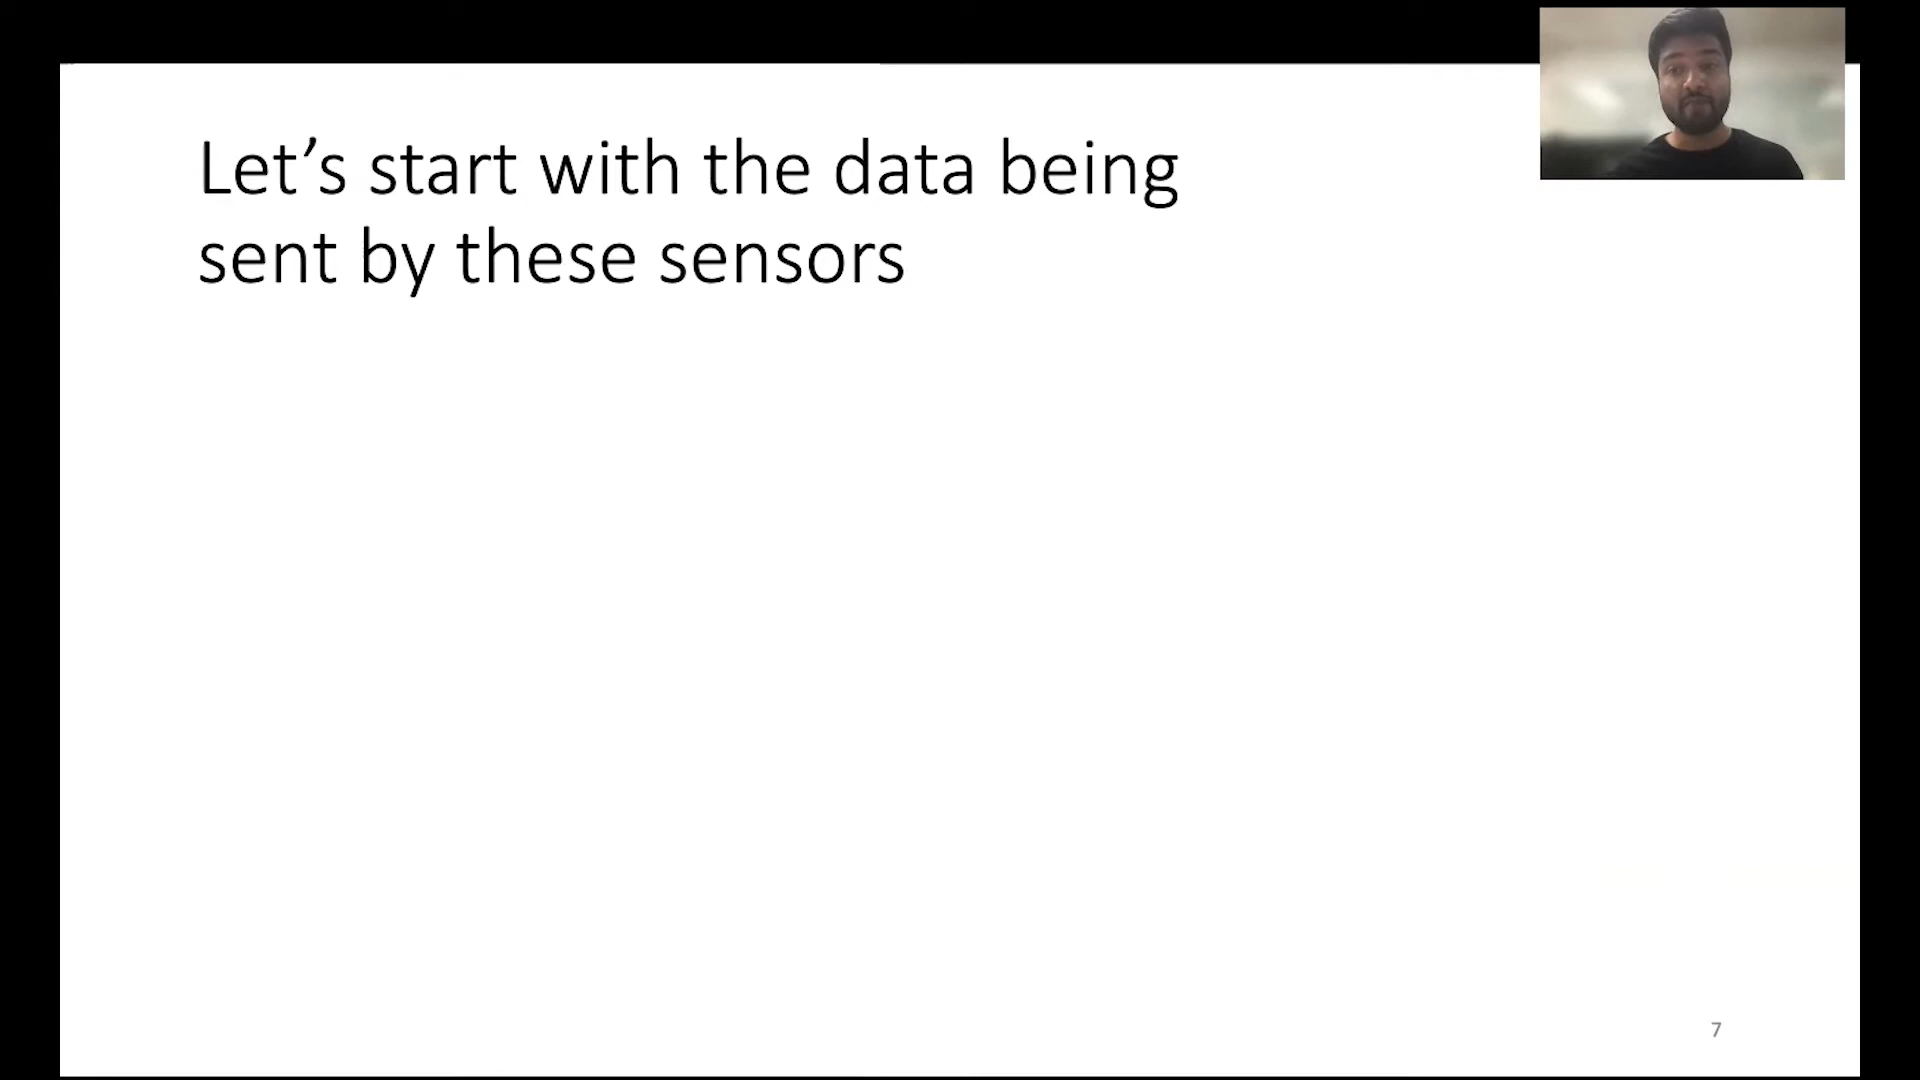 Let’s start with the data being
sent by these sensors
7